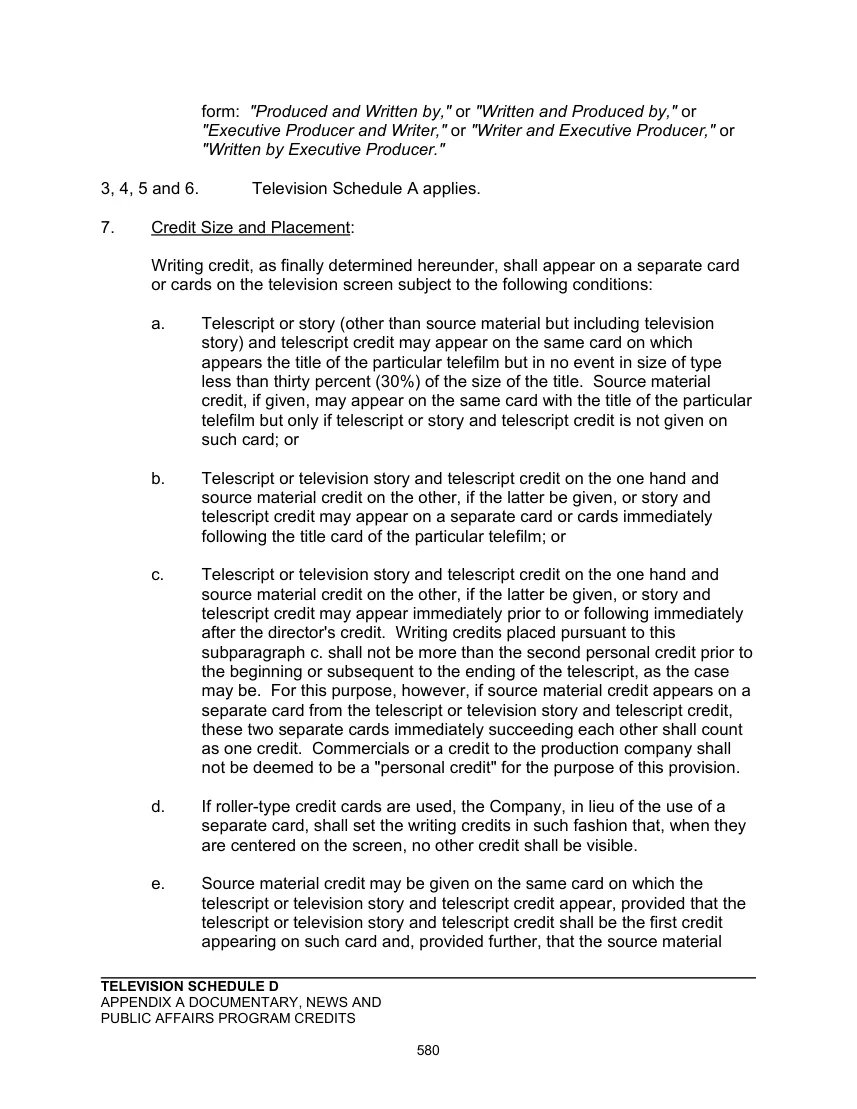 form: "Produced and Written by," or "Written and Produced by," or
"Executive Producer and Writer," or "Writer and Executive Producer," or
"Written by Executive Producer."
3, 4, 5 and 6. Television Schedule A applies.
7. Credit Size and Placement:
Writing credit, as finally determined hereunder, shall appear on a separate card
or cards on the television screen subject to the following conditions:
a. Telescript or story (other than source material but including television
story) and telescript credit may appear on the same card on which
appears the title of the particular telefilm but in no event in size of type
less than thirty percent (30%) of the size of the title. Source material
credit, if given, may appear on the same card with the title of the particular
telefilm but only if telescript or story and telescript credit is not given on
such card; or
b. Telescript or television story and telescript credit on the one hand and
source material credit on the other, if the latter be given, or story and
telescript credit may appear on a separate card or cards immediately
following the title card of the particular telefilm; or
c. Telescript or television story and telescript credit on the one hand and
source material credit on the other, if the latter be given, or story and
telescript credit may appear immediately prior to or following immediately
after the director's credit. Writing credits placed pursuant to this
subparagraph c. shall not be more than the second personal credit prior to
the beginning or subsequent to the ending of the telescript, as the case
may be. For this purpose, however, if source material credit appears on a
separate card from the telescript or television story and telescript credit,
these two separate cards immediately succeeding each other shall count
as one credit. Commercials or a credit to the production company shall
not be deemed to be a "personal credit" for the purpose of this provision.
d. If roller-type credit cards are used, the Company, in lieu of the use of a
separate card, shall set the writing credits in such fashion that, when they
are centered on the screen, no other credit shall be visible.
e. Source material credit may be given on the same card on which the
telescript or television story and telescript credit appear, provided that the
telescript or television story and telescript credit shall be the first credit
appearing on such card and, provided further, that the source material
TELEVISION SCHEDULE D
APPENDIX A DOCUMENTARY, NEWS AND
PUBLIC AFFAIRS PROGRAM CREDITS
580